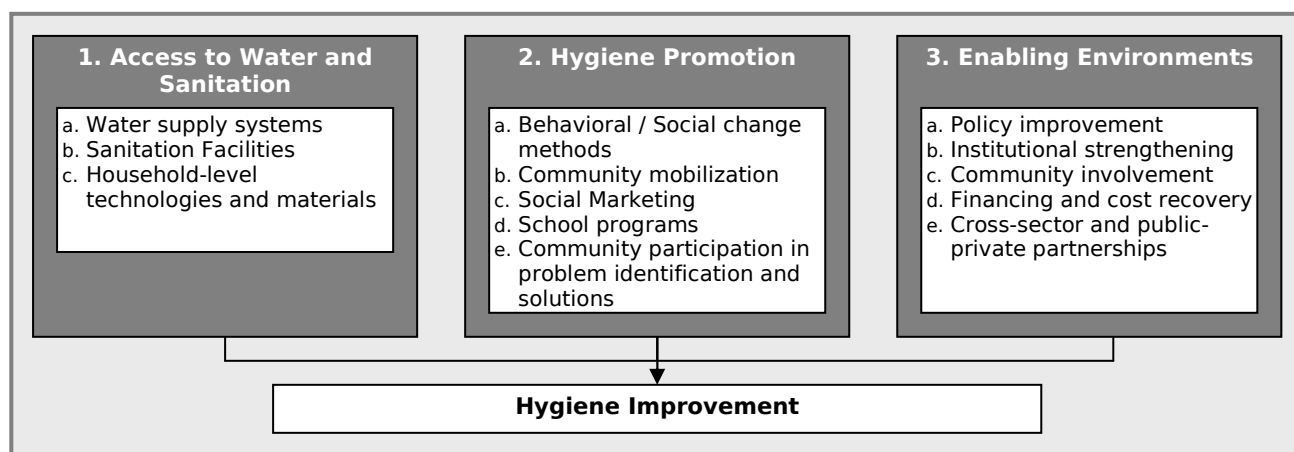 1. Access to Water and
Sanitation
a. Water supply systems
b. Sanitation Facilities
c. Household-level
technologies and materials
2. Hygiene Promotion
a. Behavioral / Social change
methods
b. Community mobilization
c. Social Marketing
d. School programs
e. Community participation in
problem identification and
solutions
3. Enabling Environments
a. Policy improvement
b. Institutional strengthening
c. Community involvement
d. Financing and cost recovery
e. Cross-sector and public-
private partnerships
Hygiene Improvement